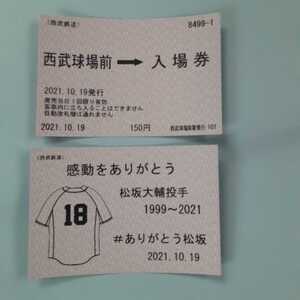 (西武鉄道)
8499-1
西武球場前 → 入場券
2021.10.19発行
発売当日1回限り有効
客車内に立ち入ることはできません
自動改札機は通れません
2021.10.19
150円
西武球場前駅発行 101
(西武鉄道)
感動をありがとう
松坂大輔投手
1999〜2021
18
#ありがとう松坂
2021.10.19